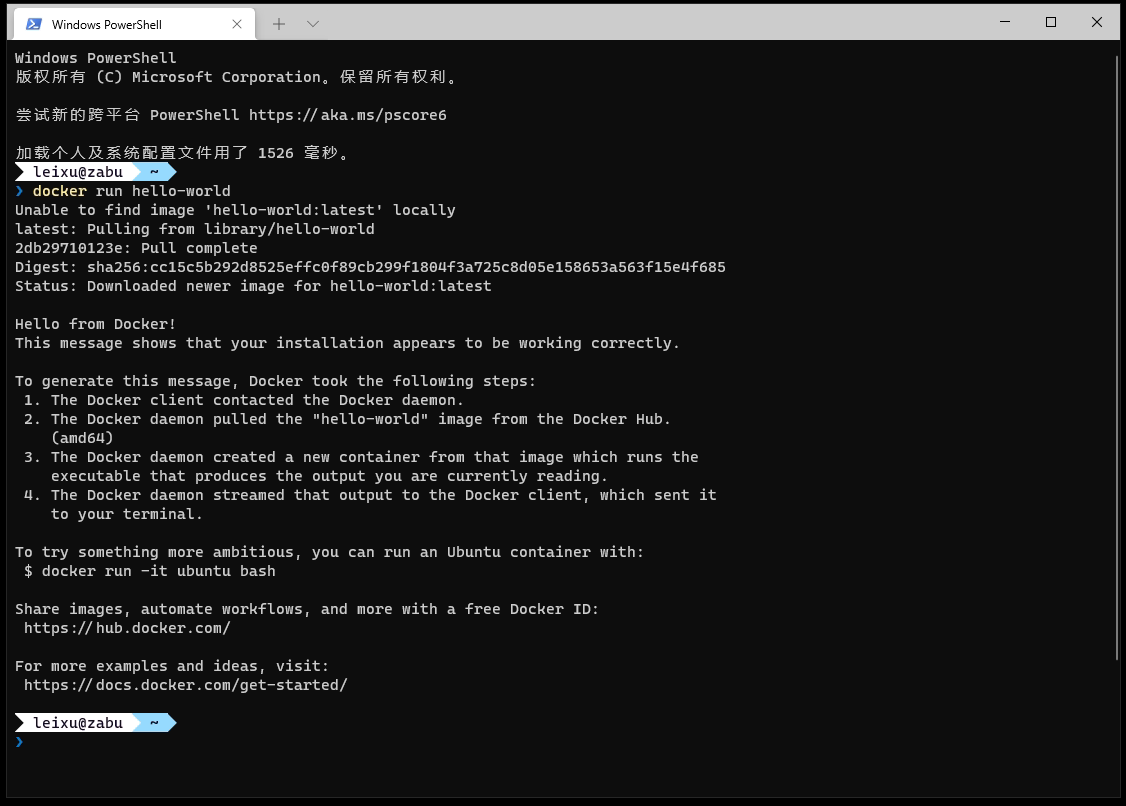 Windows PowerShell
Windows PowerShell
版权所有 (C) Microsoft Corporation。保留所有权利。
尝试新的跨平台 PowerShell https://aka.ms/pscore6
加载个人及系统配置文件用了 1526 毫秒。
leixu@zabu ~
❯ docker run hello-world
Unable to find image 'hello-world:latest' locally
latest: Pulling from library/hello-world
2db29710123e: Pull complete
Digest: sha256:cc15c5b292d8525effc0f89cb299f1804f3a725c8d05e158653a563f15e4f685
Status: Downloaded newer image for hello-world:latest
Hello from Docker!
This message shows that your installation appears to be working correctly.
To generate this message, Docker took the following steps:
1. The Docker client contacted the Docker daemon.
2. The Docker daemon pulled the "hello-world" image from the Docker Hub.
(amd64)
3. The Docker daemon created a new container from that image which runs the
executable that produces the output you are currently reading.
4. The Docker daemon streamed that output to the Docker client, which sent it
to your terminal.
To try something more ambitious, you can run an Ubuntu container with:
$ docker run -it ubuntu bash
Share images, automate workflows, and more with a free Docker ID:
https://hub.docker.com/
For more examples and ideas, visit:
https://docs.docker.com/get-started/
leixu@zabu ~
❯